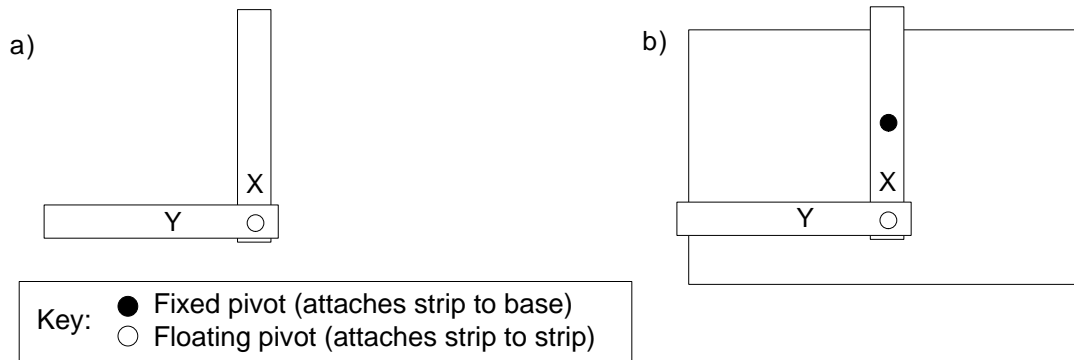 a)
X
Y
b)
X
Y
Key:
Fixed pivot (attaches strip to base)
Floating pivot (attaches strip to strip)